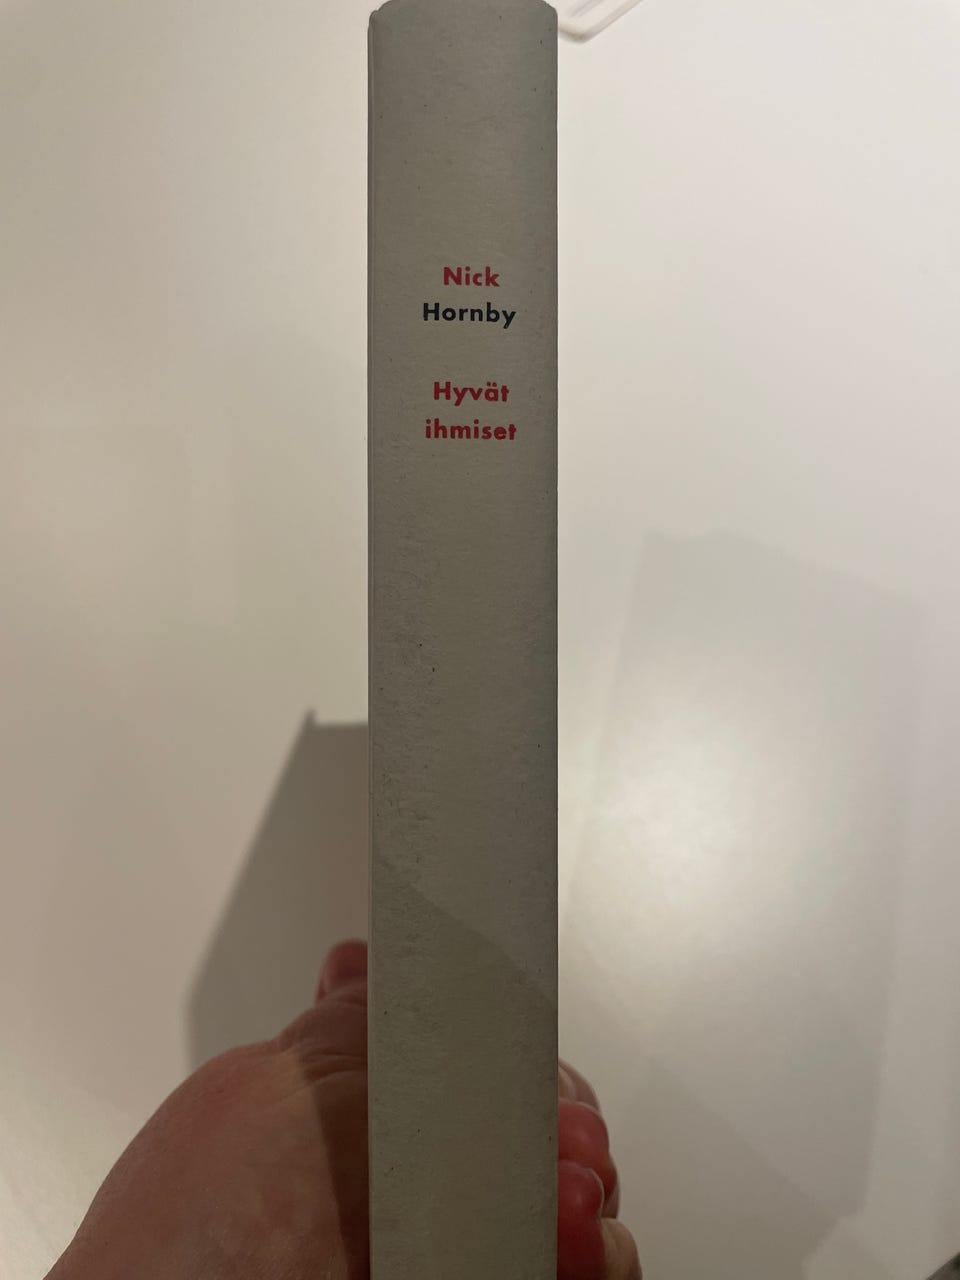 Nick
Hornby
Hyvät
ihmiset